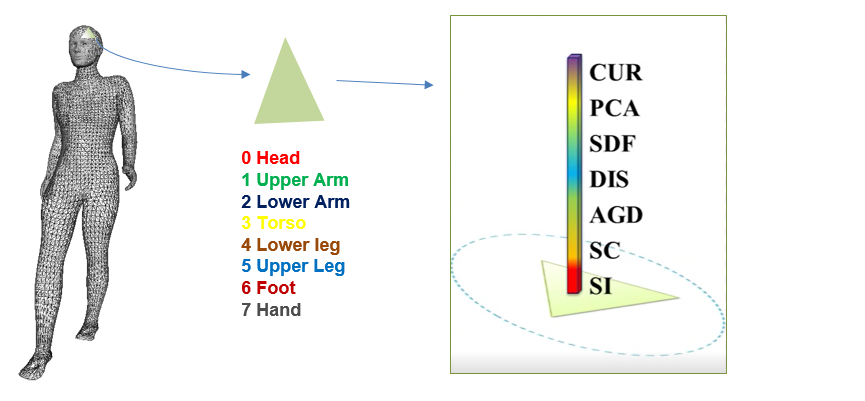 0 Head
1 Upper Arm
2 Lower Arm
3 Torso
4 Lower leg
5 Upper Leg
6 Foot
7 Hand
CUR
PCA
SDF
DIS
AGD
SC
SI